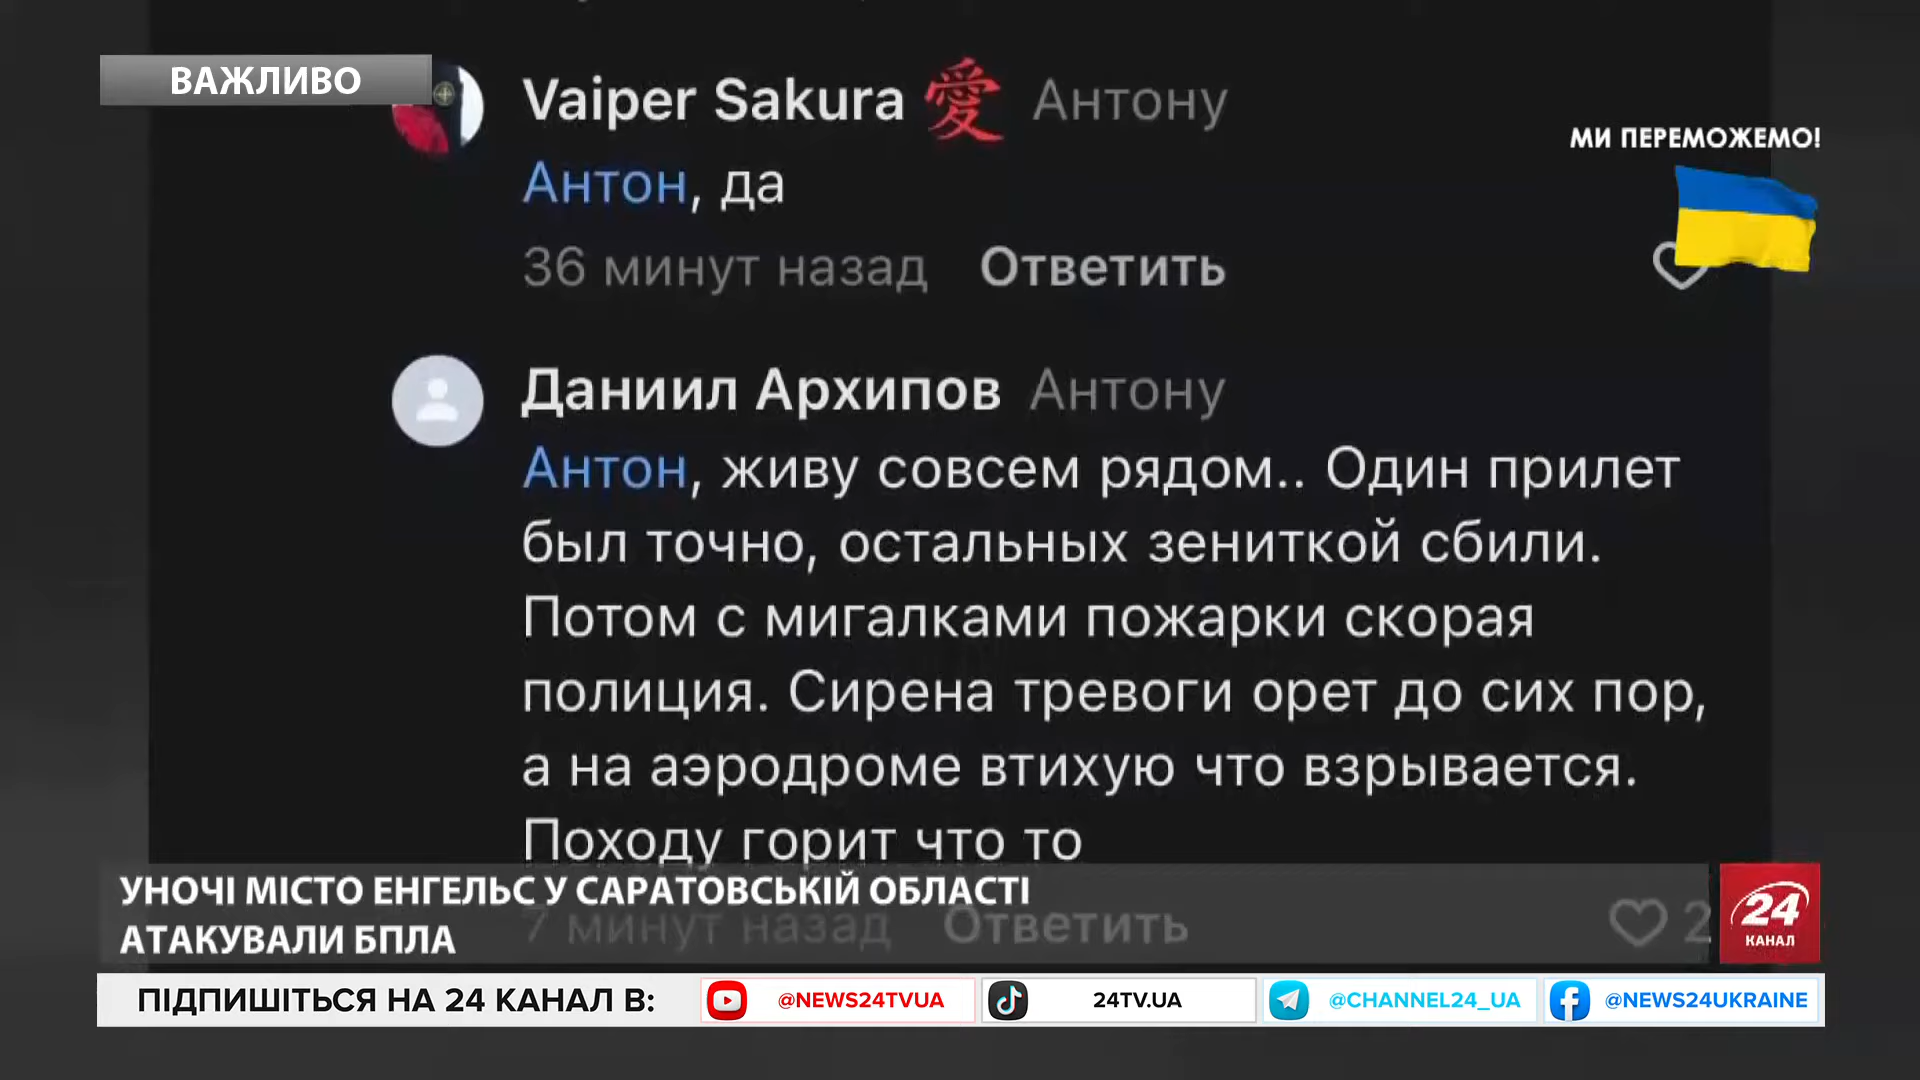 ВАЖЛИВО
Vaiper Sakura 愛 Антону
МИ ПЕРЕМОЖЕМО!
Антон, да
36 минут назад Ответить
Даниил Архипов Антону
Антон, живу совсем рядом.. Один прилет
был точно, остальных зениткой сбили.
Потом с мигалками пожарки скорая
полиция. Сирена тревоги орет до сих пор,
а на аэродроме втихую что взрывается.
Походу горит что то
УНОЧІ МІСТО ЕНГЕЛЬС У САРАТОВСЬКІЙ ОБЛАСТІ
АТАКУВАЛИ БПЛА
7 минут назад Ответить 2
24
КАНАЛ
ПІДПИШІТЬСЯ НА 24 КАНАЛ В: @NEWS24TVUA 24TV.UA @CHANNEL24_UA @NEWS24UKRAINE